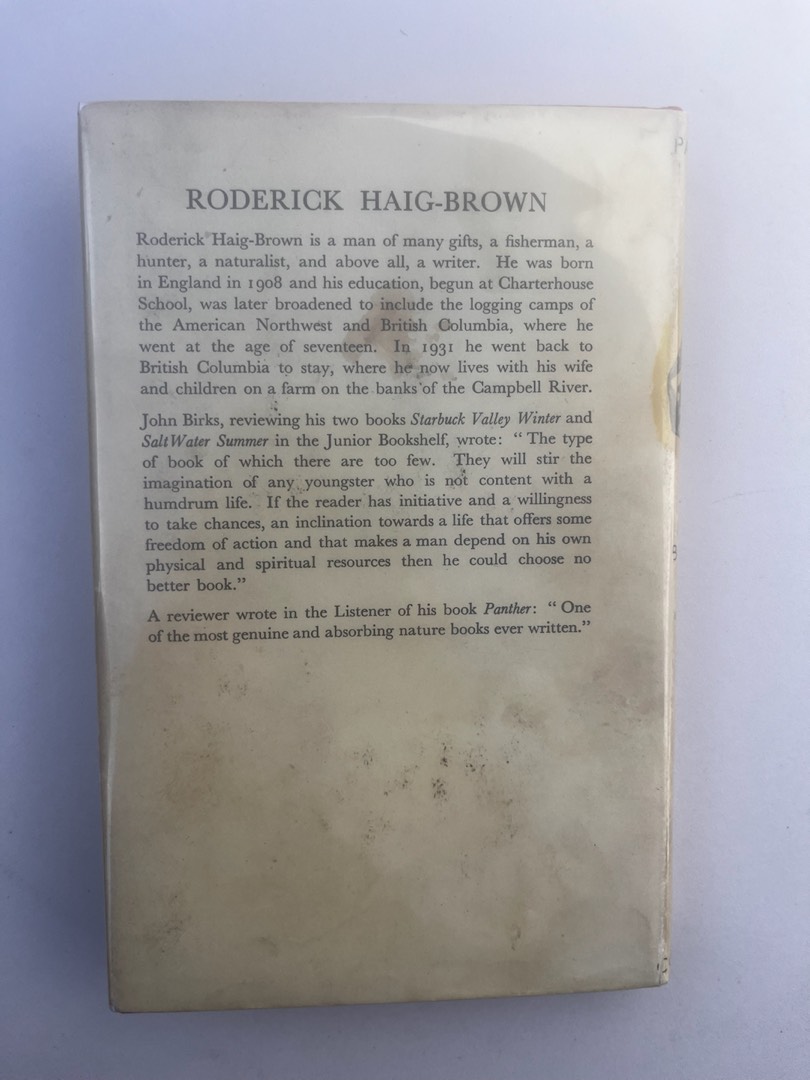 RODERICK HAIG-BROWN
Roderick Haig-Brown is a man of many gifts, a fisherman, a
hunter, a naturalist, and above all, a writer. He was born
in England in 1908 and his education, begun at Charterhouse
School, was later broadened to include the logging camps of
the American Northwest and British Columbia, where he
went at the age of seventeen. In 1931 he went back to
British Columbia to stay, where he now lives with his wife
and children on a farm on the banks of the Campbell River.
John Birks, reviewing his two books Starbuck Valley Winter and
Salt Water Summer in the Junior Bookshelf, wrote: “ The type
of book of which there are too few. They will stir the
imagination of any youngster who is not content with a
humdrum life. If the reader has initiative and a willingness
to take chances, an inclination towards a life that offers some
freedom of action and that makes a man depend on his own
physical and spiritual resources then he could choose no
better book.”
A reviewer wrote in the Listener of his book Panther: “ One
of the most genuine and absorbing nature books ever written.”